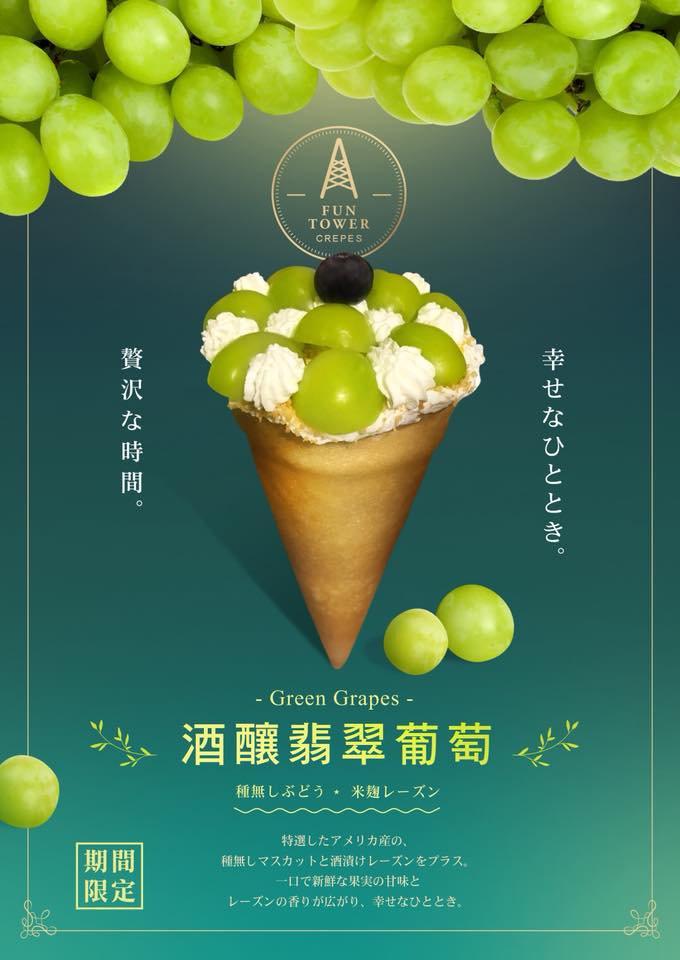 FUN
TOWER
CREPES
幸せなひととき。
贅沢な時間。
- Green Grapes -
酒釀翡翠葡萄
種無しぶどう ⋆ 米麹レーズン
特選したアメリカ産の、
種無しマスカットと酒漬けレーズンをプラス。
一口で新鮮な果実の甘味と
レーズンの香りが広がり、幸せなひととき。
期間
限定